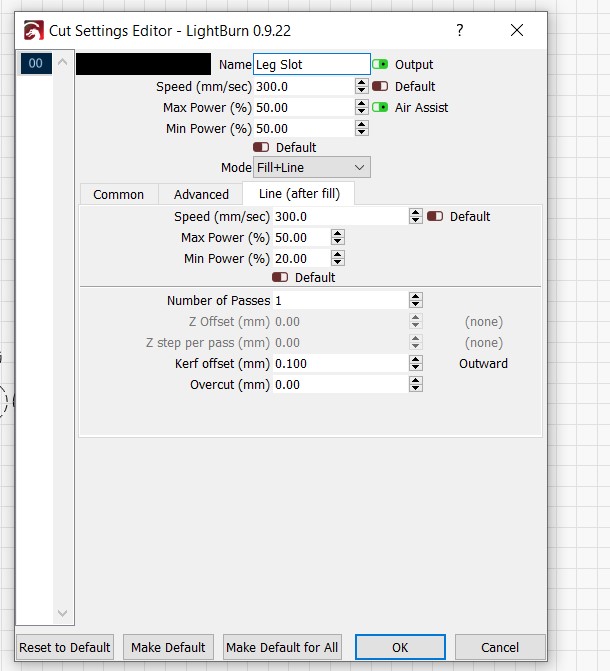 Cut Settings Editor - LightBurn 0.9.22 ?
00
Name Leg Slot Output
Speed (mm/sec) 300.0 Default
Max Power (%) 50.00 Air Assist
Min Power (%) 50.00
Default
Mode Fill+Line
Common Advanced Line (after fill)
Speed (mm/sec) 300.0 Default
Max Power (%) 50.00
Min Power (%) 20.00
Default
Number of Passes 1
Z Offset (mm) 0.00 (none)
Z step per pass (mm) 0.00 (none)
Kerf offset (mm) 0.100 Outward
Overcut (mm) 0.00
Reset to Default Make Default Make Default for All OK Cancel